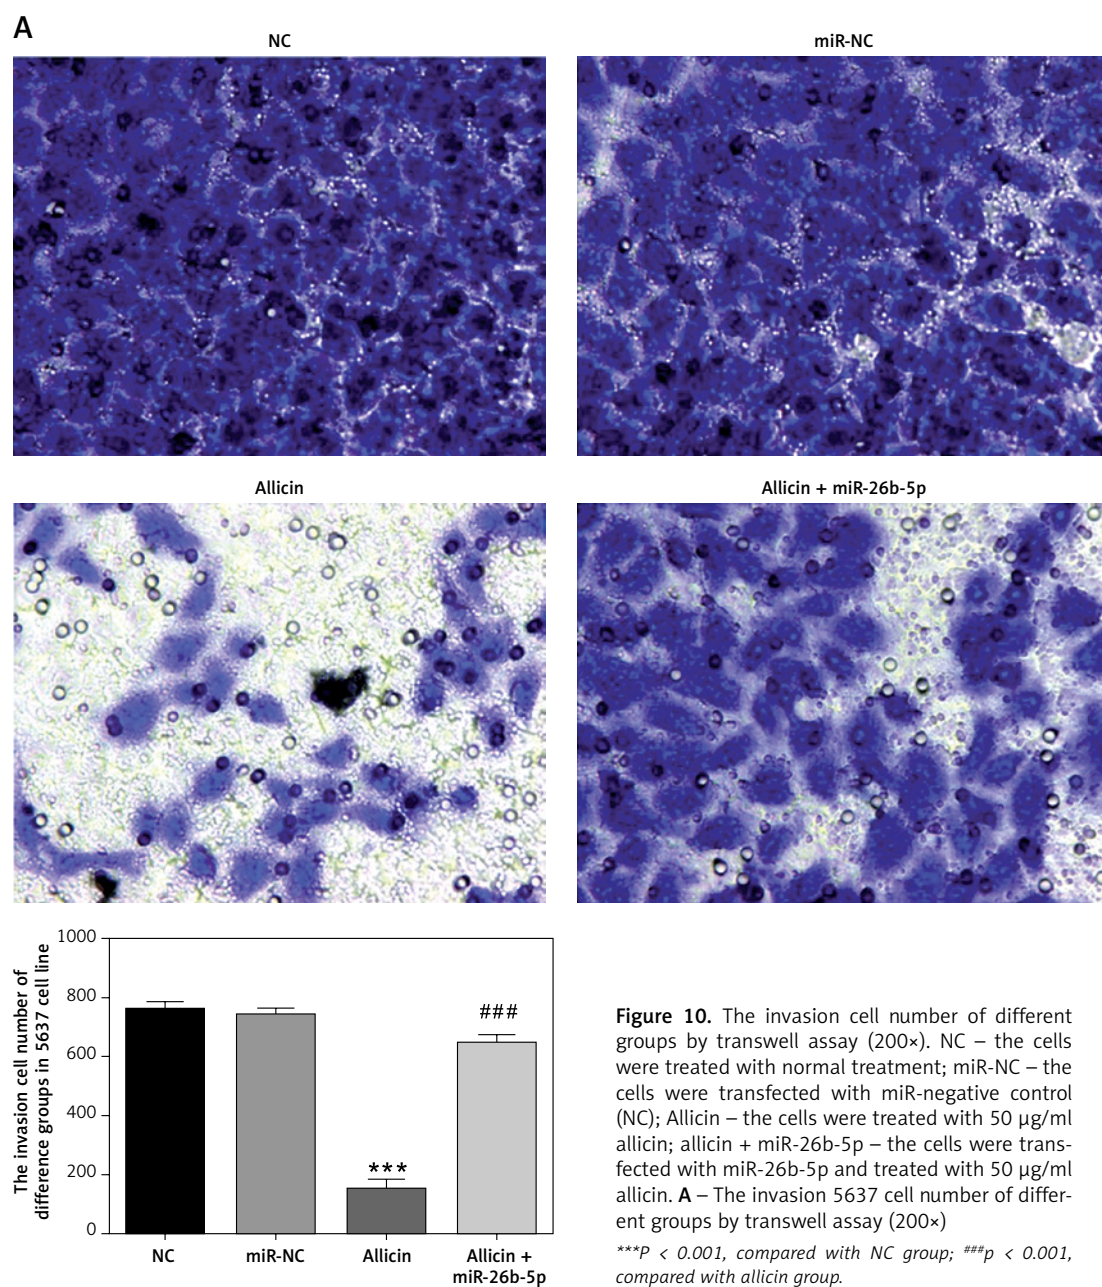 A
NC
miR-NC
Allicin
Allicin + miR-26b-5p
The invasion cell number of
difference groups in 5637 cell line
1000
800
600
400
200
0
***
###
NC
miR-NC
Allicin
Allicin +
miR-26b-5p
Figure 10. The invasion cell number of different
groups by transwell assay (200×). NC – the cells
were treated with normal treatment; miR-NC – the
cells were transfected with miR-negative control
(NC); Allicin – the cells were treated with 50 µg/ml
allicin; allicin + miR-26b-5p – the cells were trans-
fected with miR-26b-5p and treated with 50 µg/ml
allicin. A – The invasion 5637 cell number of differ-
ent groups by transwell assay (200×)
***P < 0.001, compared with NC group; ###p < 0.001,
compared with allicin group.